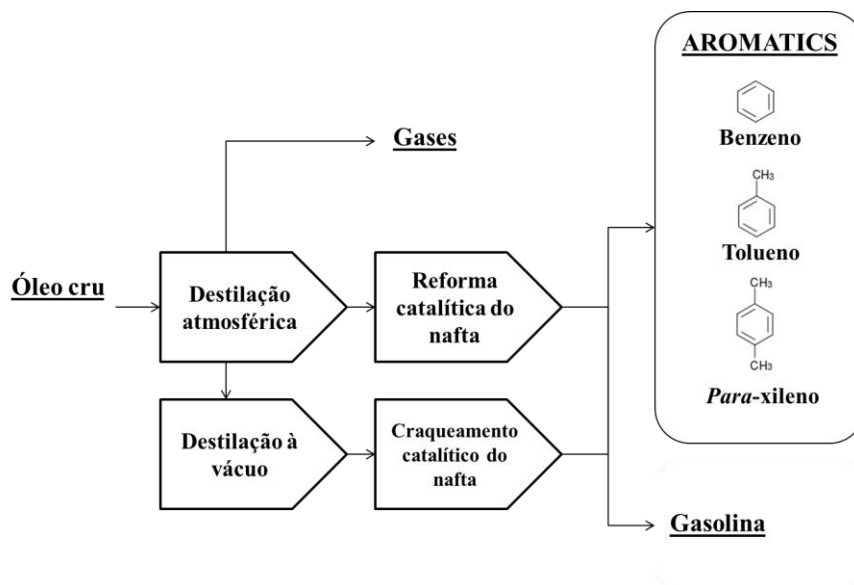 AROMATICS
Benzeno
CH₃
Tolueno
CH₃
CH₃
Para-xileno
Gases
Óleo cru
Destilação
atmosférica
Reforma
catalítica do
nafta
Destilação à
vácuo
Craqueamento
catalítico do
nafta
Gasolina